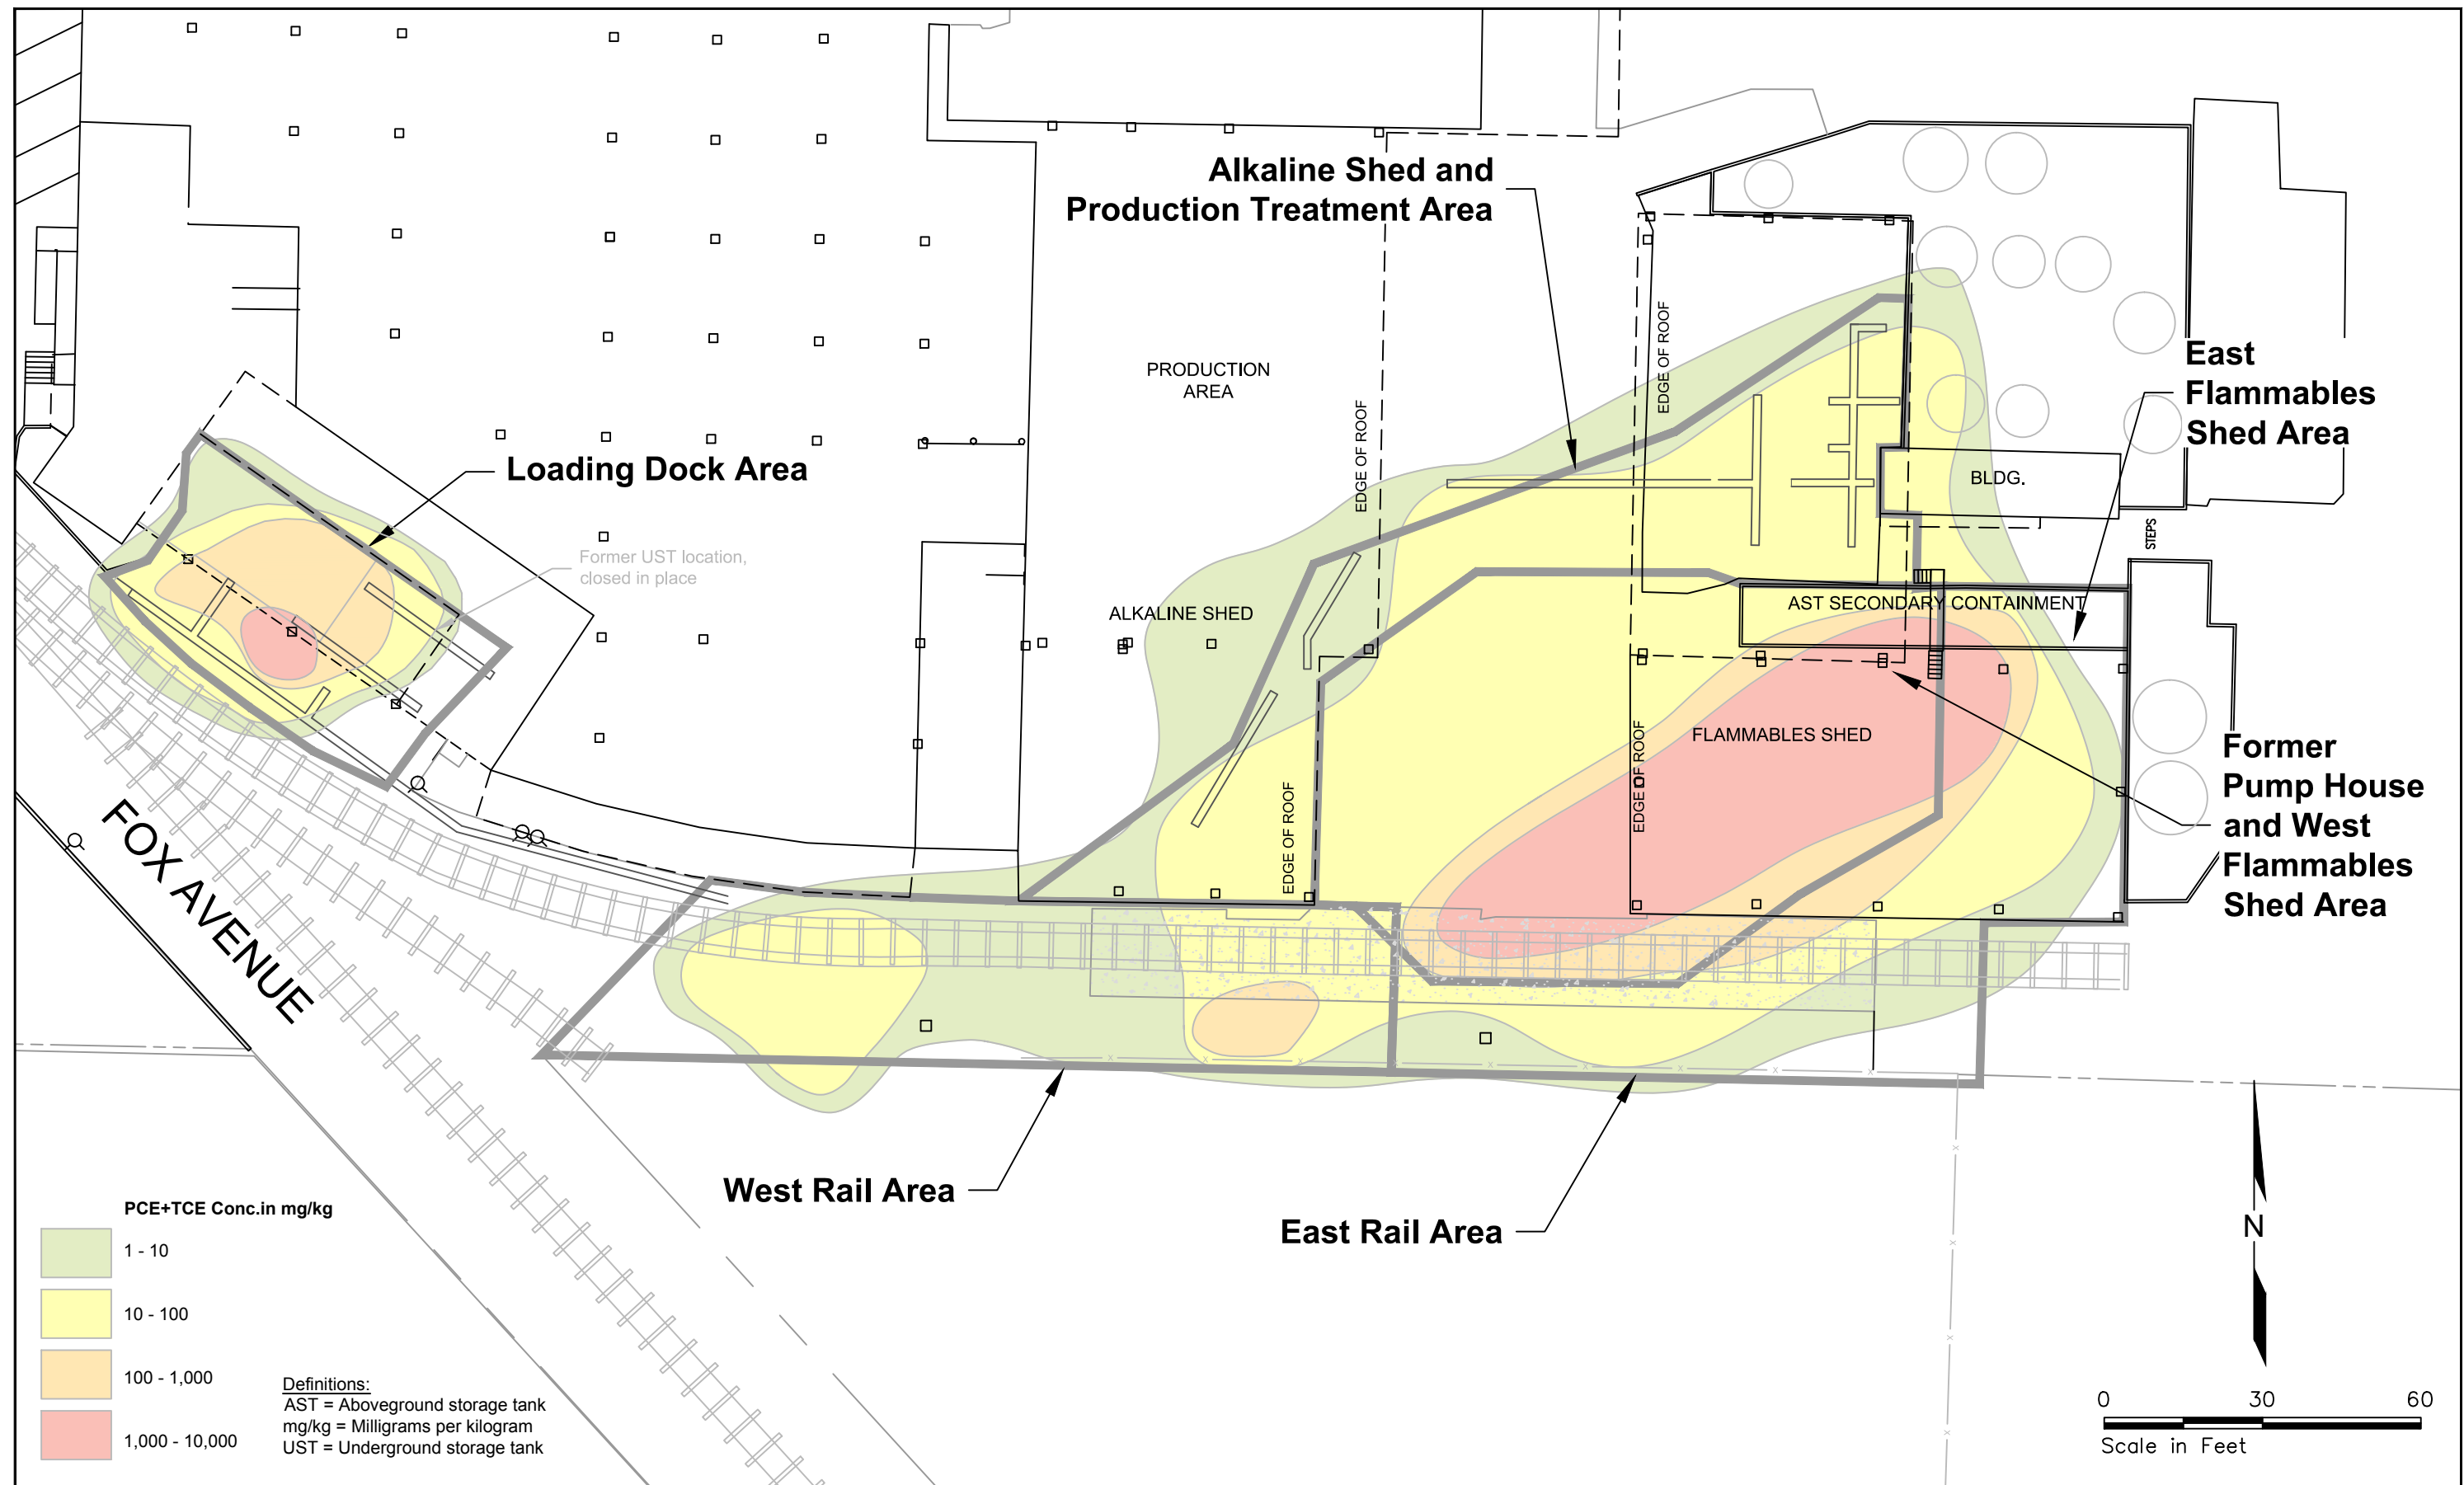 Alkaline Shed and
Production Treatment Area
EDGE OF ROOF
East
Flammables
Shed Area
PRODUCTION
AREA
EDGE OF ROOF
Loading Dock Area
BLDG.
STEPS
Former UST location,
closed in place
ALKALINE SHED
AST SECONDARY CONTAINMENT
FLAMMABLES SHED
EDGE OF ROOF
EDGE OF ROOF
Former
Pump House
and West
Flammables
Shed Area
FOX AVENUE
West Rail Area
East Rail Area
N
PCE+TCE Conc.in mg/kg
1 - 10
10 - 100
100 - 1,000
1,000 - 10,000
Definitions:
AST = Aboveground storage tank
mg/kg = Milligrams per kilogram
UST = Underground storage tank
0 30 60
Scale in Feet